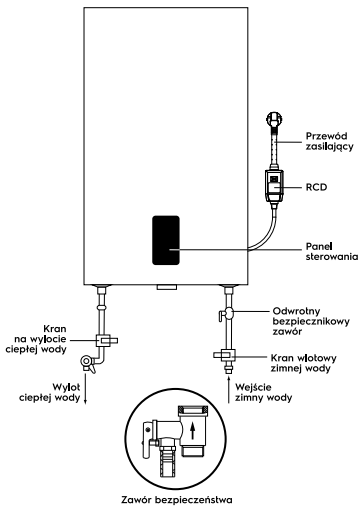 Przewód
zasilający
RCD
Panel
sterowania
Kran
na wylocie
ciepłej wody
Odwrotny
bezpiecznikowy
zawór
Kran wlotowy
zimnej wody
Wylot
ciepłej wody
Wejście
zimny wody
Zawór bezpieczeństwa